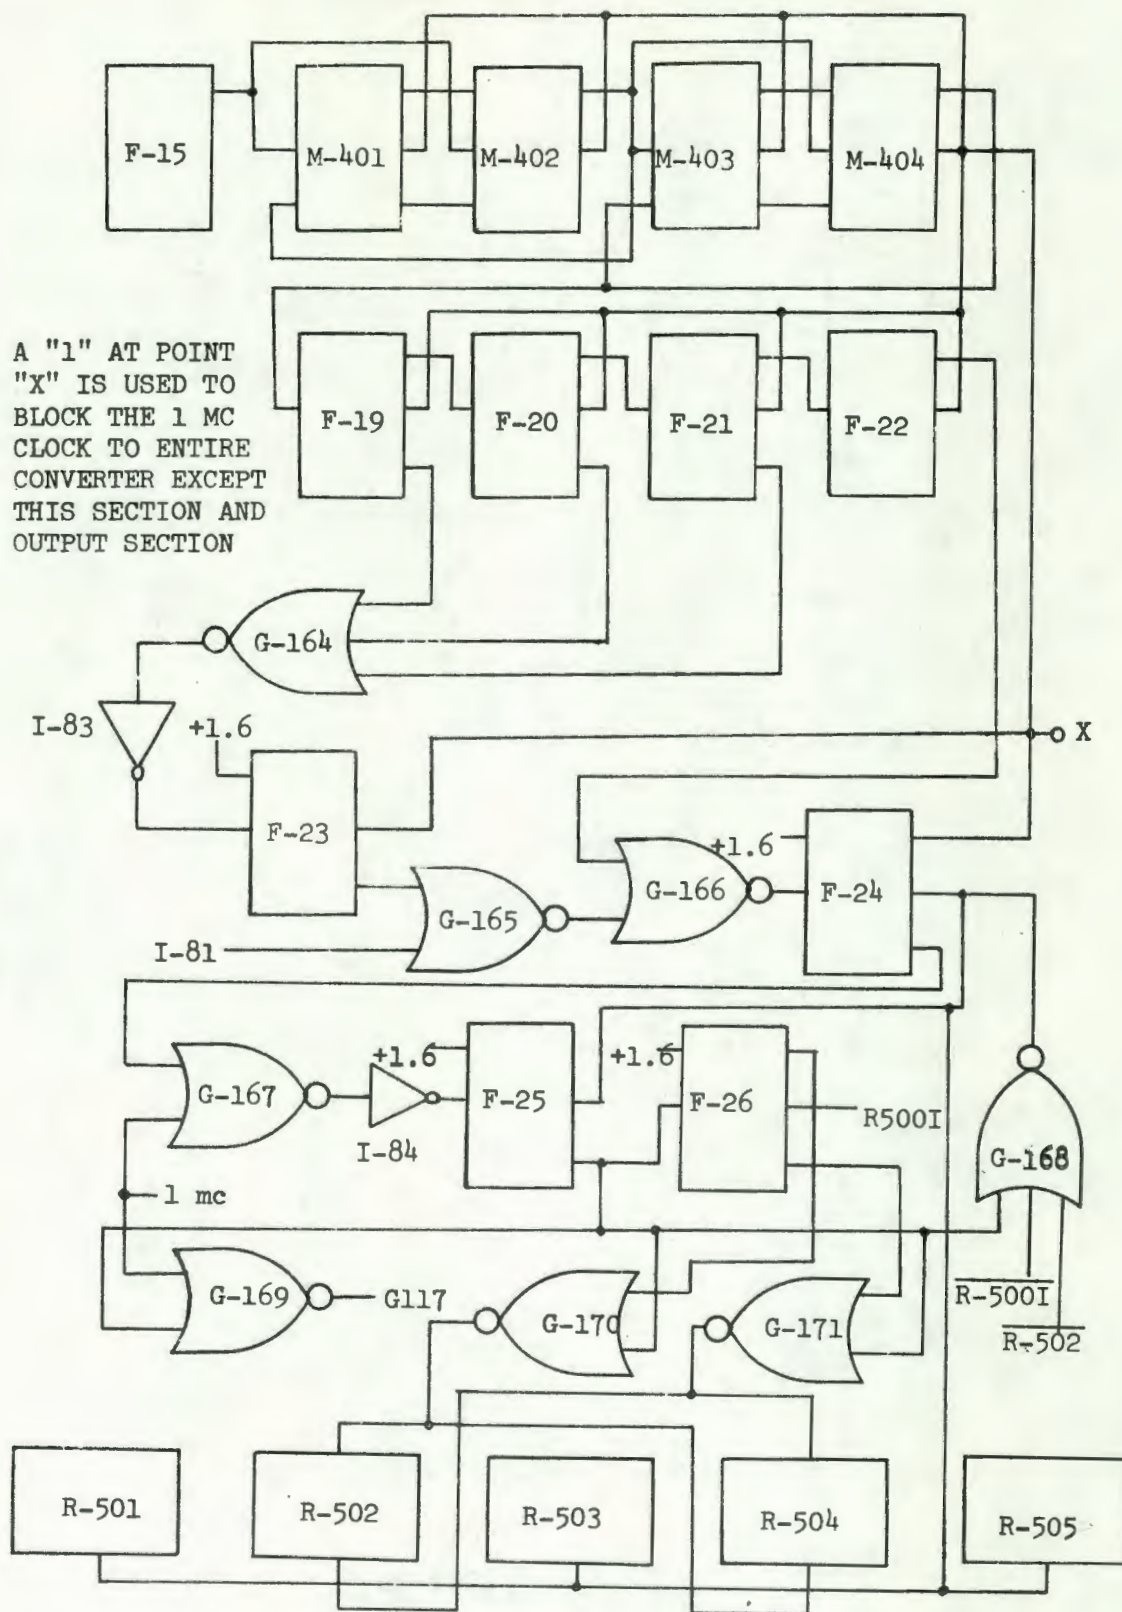 F-15
M-401
M-402
M-403
M-404
A "1" AT POINT
"X" IS USED TO
BLOCK THE 1 MC
CLOCK TO ENTIRE
CONVERTER EXCEPT
THIS SECTION AND
OUTPUT SECTION
F-19
F-20
F-21
F-22
G-164
I-83
+1.6
F-23
X
+1.6
G-166
F-24
G-165
I-81
G-167
I-84
+1.6
F-25
+1.6
F-26
R500I
G-168
1 mc
G-169
G117
G-170
G-171
R-500I
R-502
R-501
R-502
R-503
R-504
R-505